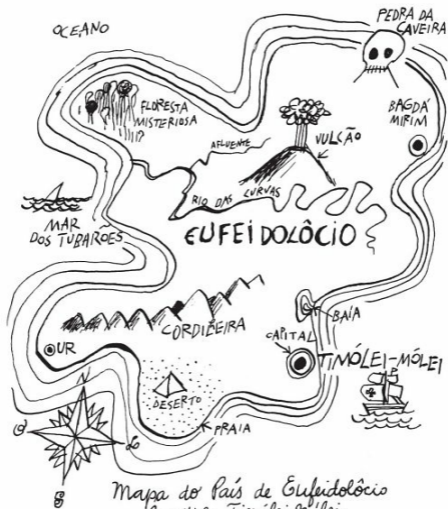 OCEANO
PEDRA DA
CAVEIRA
FLORESTA
MISTERIOSA
BAGDÁ
MIRIM
AFLUENTE
VULCÃO
RIO DAS CURVAS
MAR
DOS TUBARÕES
EUFEIDOLÔCIO
CORDILEIRA
BAÍA
CAPITAL
UR
TIMÓLEI-MÓLEI
DESERTO
PRAIA
N
O
L
S
Mapa do País de Eufeidolôcio